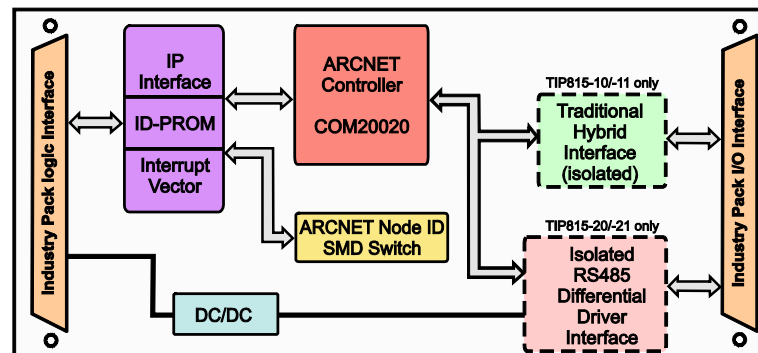 Industry Pack logic Interface
IP
Interface
ID-PROM
Interrupt
Vector
ARCNET
Controller
COM20020
ARCNET Node ID
SMD Switch
DC/DC
TIP815-10/-11 only
Traditional
Hybrid
Interface
(isolated)
TIP815-20/-21 only
Isolated
RS485
Differential
Driver
Interface
Industry Pack I/O Interface